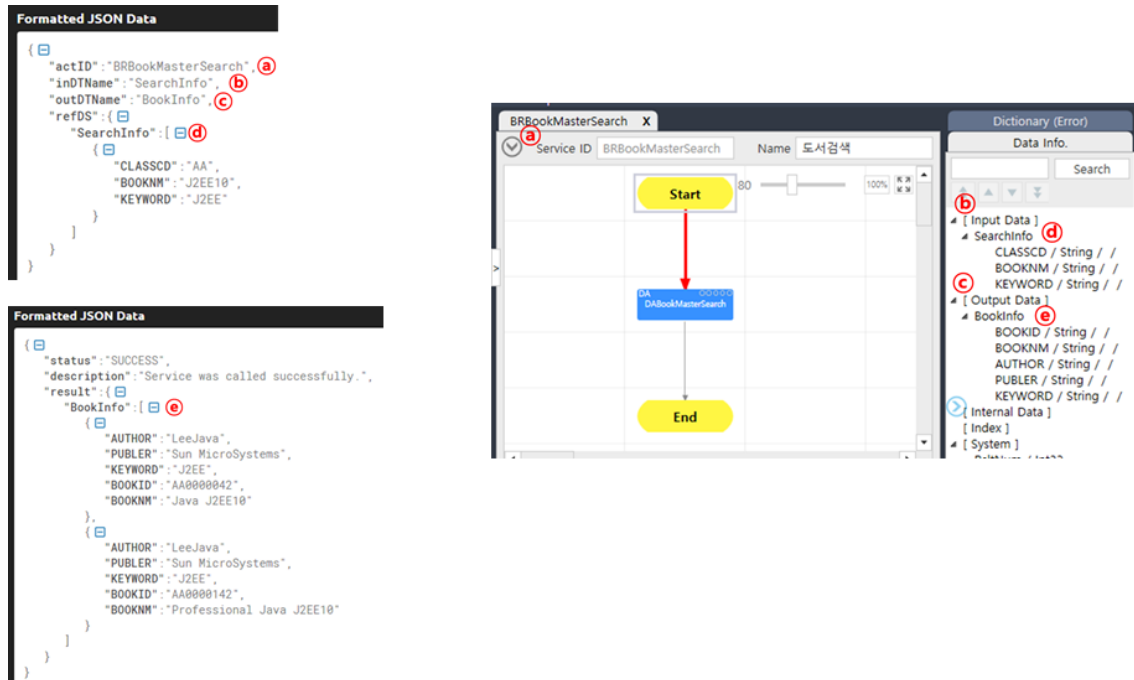 Formatted JSON Data
{
"actID":"BRBookMasterSearch", ⓐ
"inDTName":"SearchInfo", ⓑ
"outDTName":"BookInfo", ⓒ
"refDS":{
"SearchInfo":[ ⓓ
{
"CLASSCD":"AA",
"BOOKNM":"J2EE10",
"KEYWORD":"J2EE"
}
]
}
}
Formatted JSON Data
{
"status":"SUCCESS",
"description":"Service was called successfully.",
"result":{
"BookInfo":[ ⓔ
{
"AUTHOR":"LeeJava",
"PUBLER":"Sun MicroSystems",
"KEYWORD":"J2EE",
"BOOKID":"AA0000042",
"BOOKNM":"Java J2EE10"
},
{
"AUTHOR":"LeeJava",
"PUBLER":"Sun MicroSystems",
"KEYWORD":"J2EE",
"BOOKID":"AA0000142",
"BOOKNM":"Professional Java J2EE10"
}
]
}
}
BRBookMasterSearch X
ⓐ
Service ID BRBookMasterSearch Name 도서검색
80 100%
Start
DA
DABookMasterSearch
End
Dictionary (Error)
Data Info.
Search
ⓑ
[ Input Data ]
SearchInfo ⓓ
CLASSCD / String / /
BOOKNM / String / /
ⓒ KEYWORD / String / /
[ Output Data ]
BookInfo ⓔ
BOOKID / String / /
BOOKNM / String / /
AUTHOR / String / /
PUBLER / String / /
KEYWORD / String / /
[ Internal Data ]
[ Index ]
[ System ]